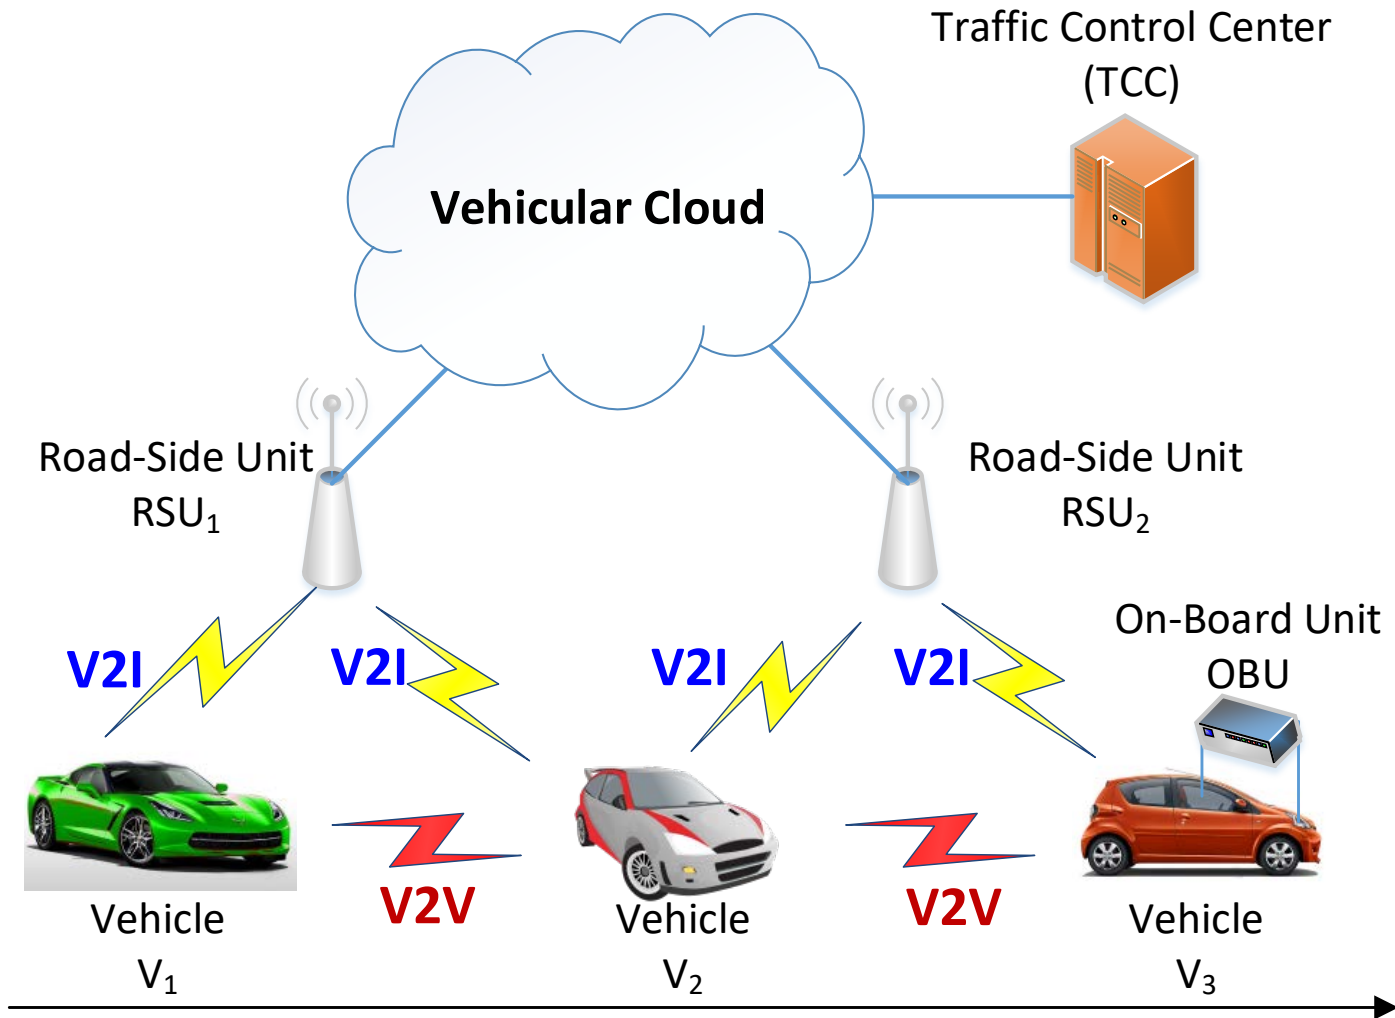 Traffic Control Center
(TCC)
Vehicular Cloud
Road-Side Unit
RSU₁
Road-Side Unit
RSU₂
On-Board Unit
OBU
V2I
V2I
V2I
V2I
V2V
V2V
Vehicle
V₁
Vehicle
V₂
Vehicle
V₃